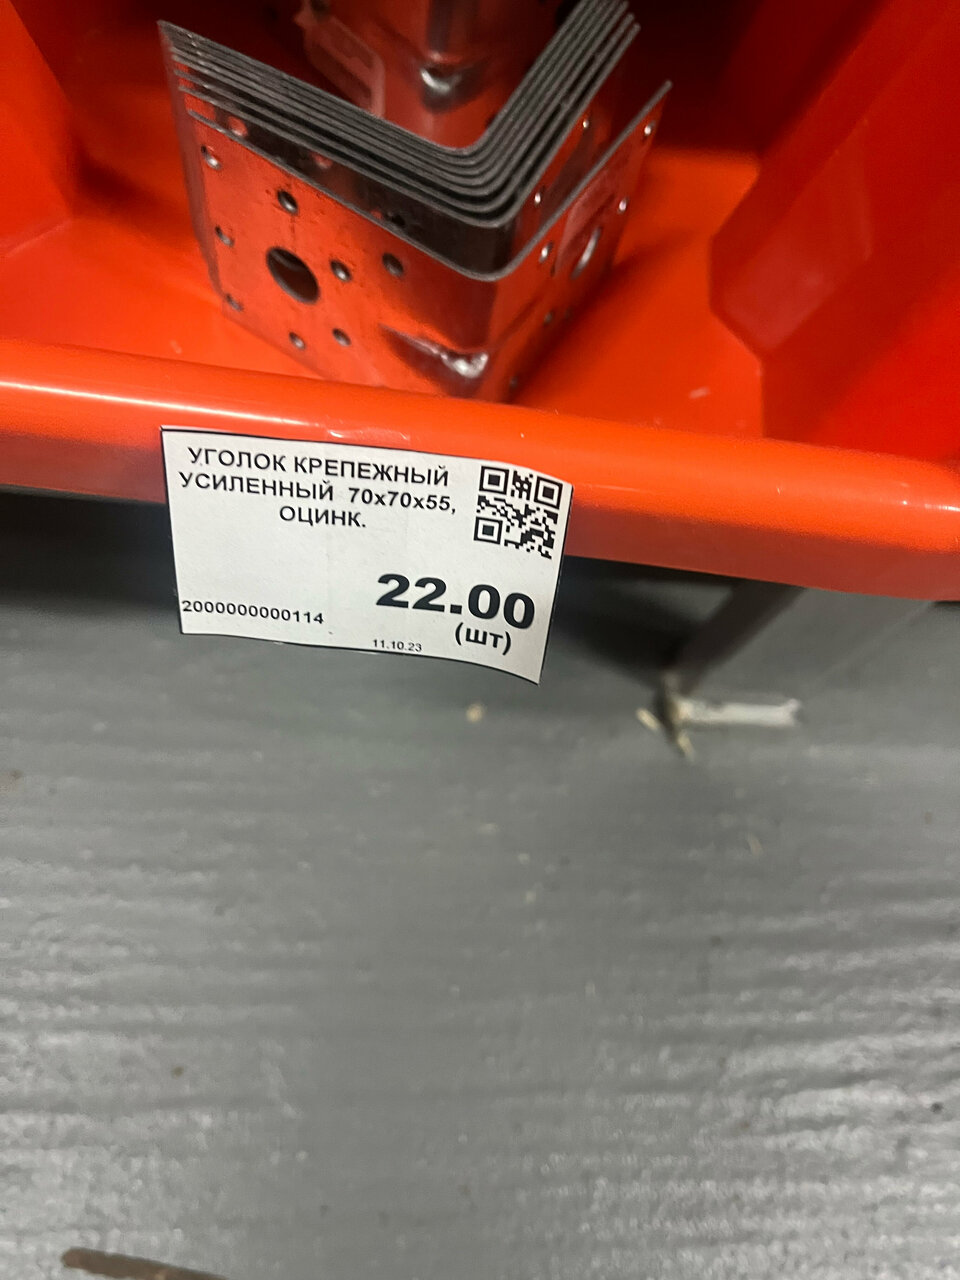 УГОЛОК КРЕПЕЖНЫЙ
УСИЛЕННЫЙ 70х70х55,
ОЦИНК.
22.00
(шт)
2000000000114
11.10.23